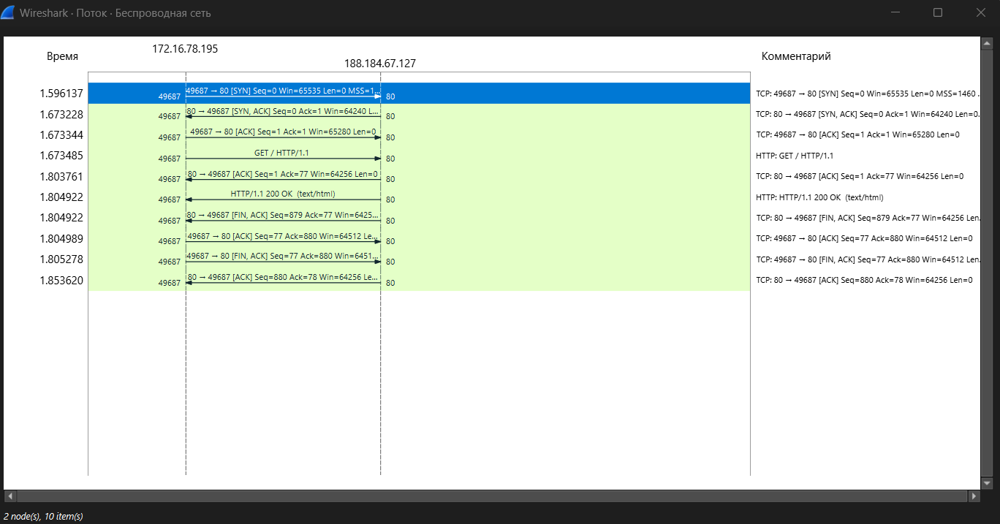 Wireshark · Поток · Беспроводная сеть
Время
172.16.78.195
188.184.67.127
Комментарий
1.596137 49687 49687 → 80 [SYN] Seq=0 Win=65535 Len=0 MSS=1... 80 TCP: 49687 → 80 [SYN] Seq=0 Win=65535 Len=0 MSS=1460 .
1.673228 49687 80 → 49687 [SYN, ACK] Seq=0 Ack=1 Win=64240 L... 80 TCP: 80 → 49687 [SYN, ACK] Seq=0 Ack=1 Win=64240 Len=0.
1.673344 49687 49687 → 80 [ACK] Seq=1 Ack=1 Win=65280 Len=0 80 TCP: 49687 → 80 [ACK] Seq=1 Ack=1 Win=65280 Len=0
1.673485 49687 GET / HTTP/1.1 80 HTTP: GET / HTTP/1.1
1.803761 49687 80 → 49687 [ACK] Seq=1 Ack=77 Win=64256 Len=0 80 TCP: 80 → 49687 [ACK] Seq=1 Ack=77 Win=64256 Len=0
1.804922 49687 HTTP/1.1 200 OK (text/html) 80 HTTP: HTTP/1.1 200 OK (text/html)
1.804922 49687 80 → 49687 [FIN, ACK] Seq=879 Ack=77 Win=6425... 80 TCP: 80 → 49687 [FIN, ACK] Seq=879 Ack=77 Win=64256 Len
1.804989 49687 49687 → 80 [ACK] Seq=77 Ack=880 Win=64512 Le... 80 TCP: 49687 → 80 [ACK] Seq=77 Ack=880 Win=64512 Len=0
1.805278 49687 49687 → 80 [FIN, ACK] Seq=77 Ack=880 Win=6451... 80 TCP: 49687 → 80 [FIN, ACK] Seq=77 Ack=880 Win=64512 Len
1.853620 49687 80 → 49687 [ACK] Seq=880 Ack=78 Win=64256 Le... 80 TCP: 80 → 49687 [ACK] Seq=880 Ack=78 Win=64256 Len=0
2 node(s), 10 item(s)